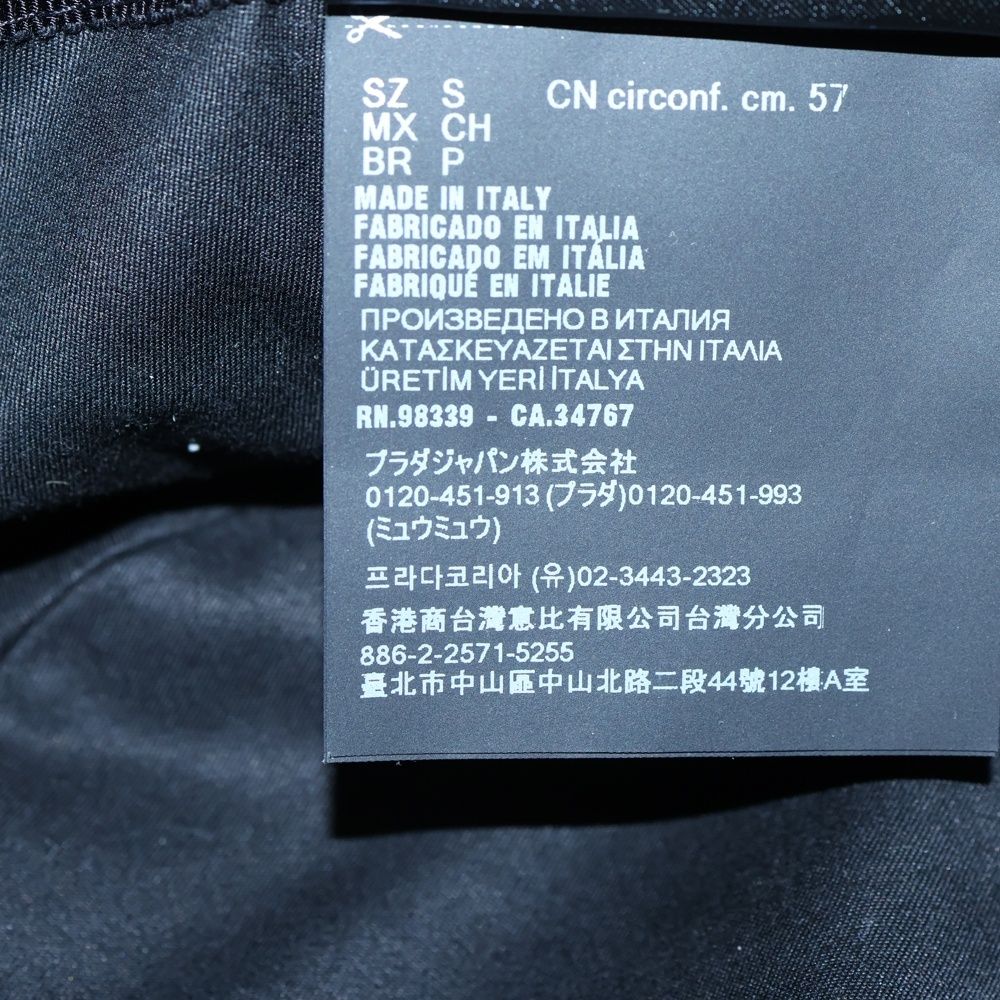 SZ S CN circonf. cm. 57
MX CH
BR P
MADE IN ITALY
FABRICADO EN ITALIA
FABRICADO EM ITÁLIA
FABRIQUÉ EN ITALIE
ПРОИЗВЕДЕНО В ИТАЛИЯ
ΚΑΤΑΣΚΕΥΑΖΕΤΑΙ ΣΤΗΝ ΙΤΑΛΙΑ
ÜRETİM YERİ İTALYA
RN.98339 - CA.34767
プラダジャパン株式会社
0120-451-913 (プラダ)0120-451-993
(ミュウミュウ)
프라다코리아 (유)02-3443-2323
香港商台灣惠比有限公司台灣分公司
886-2-2571-5255
臺北市中山區中山北路二段44號12樓A室